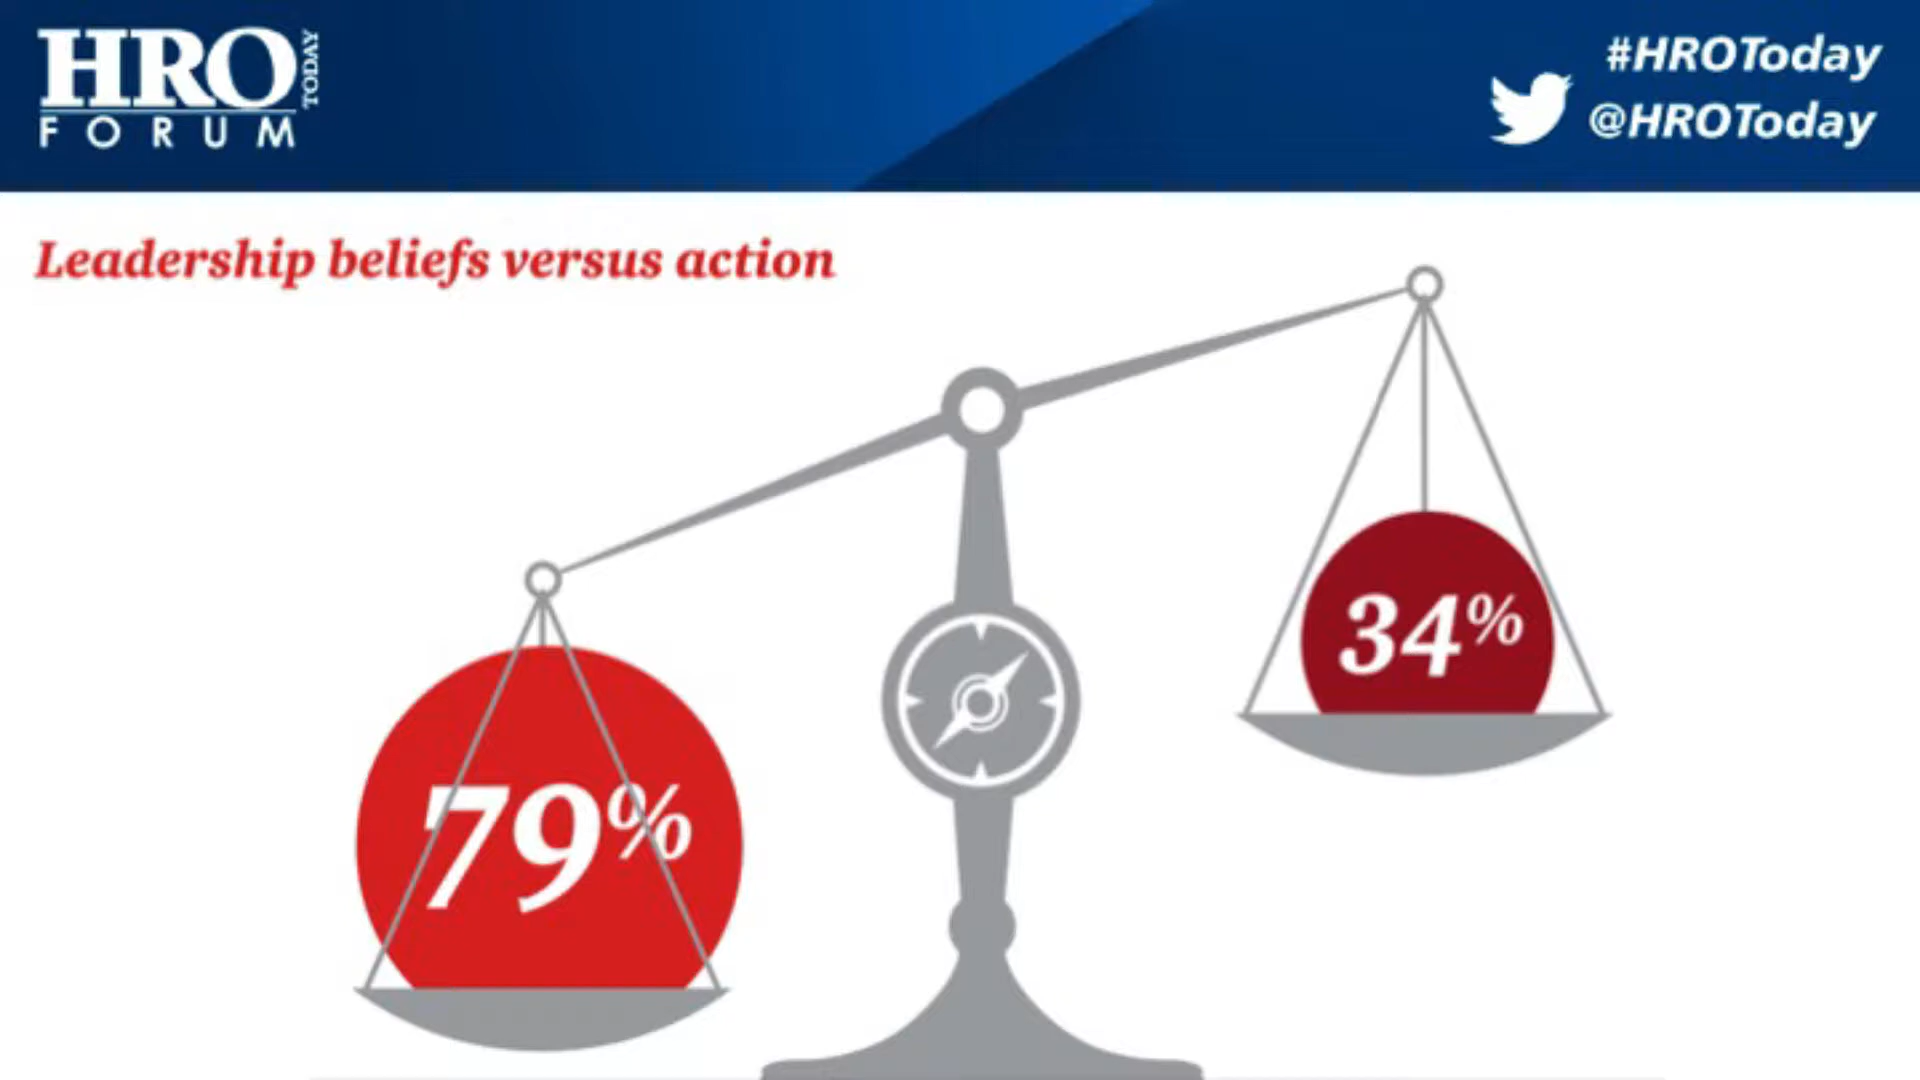 HRO TODAY
FORUM
#HROToday
@HROToday
Leadership beliefs versus action
34%
79%